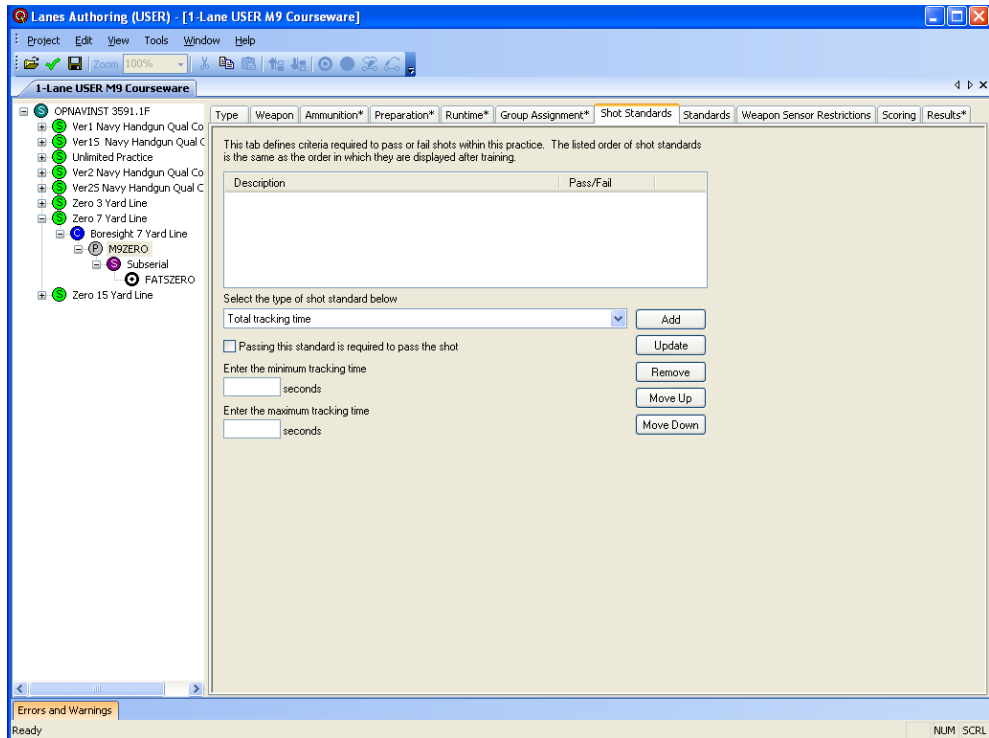 Lanes Authoring (USER) - [1-Lane USER M9 Courseware]
Project Edit View Tools Window Help
Zoom 100%
1-Lane USER M9 Courseware
OPNAVINST 3591.1F
Ver1 Navy Handgun Qual Co
Ver1S Navy Handgun Qual C
Unlimited Practice
Ver2 Navy Handgun Qual Co
Ver2S Navy Handgun Qual C
Zero 3 Yard Line
Zero 7 Yard Line
Boresight 7 Yard Line
M9ZERO
Subserial
FATSZERO
Zero 15 Yard Line
Type Weapon Ammunition* Preparation* Runtime* Group Assignment* Shot Standards Standards Weapon Sensor Restrictions Scoring Results*
This tab defines criteria required to pass or fail shots within this practice. The listed order of shot standards
is the same as the order in which they are displayed after training.
Description Pass/Fail
Select the type of shot standard below
Total tracking time Add
Passing this standard is required to pass the shot Update
Enter the minimum tracking time Remove
seconds
Move Up
Enter the maximum tracking time
seconds Move Down
Errors and Warnings
Ready NUM SCRL